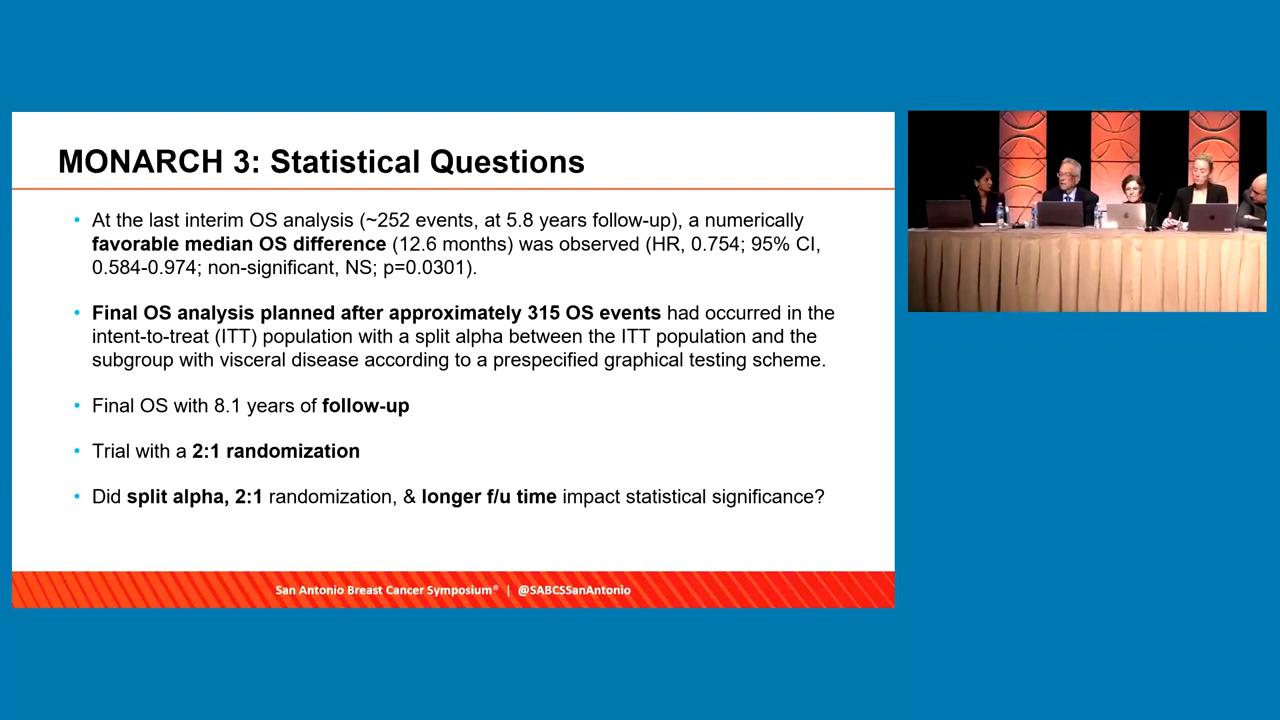 MONARCH 3: Statistical Questions
• At the last interim OS analysis (~252 events, at 5.8 years follow-up), a numerically
favorable median OS difference (12.6 months) was observed (HR, 0.754; 95% CI,
0.584-0.974; non-significant, NS; p=0.0301).
• Final OS analysis planned after approximately 315 OS events had occurred in the
intent-to-treat (ITT) population with a split alpha between the ITT population and the
subgroup with visceral disease according to a prespecified graphical testing scheme.
• Final OS with 8.1 years of follow-up
• Trial with a 2:1 randomization
• Did split alpha, 2:1 randomization, & longer f/u time impact statistical significance?
San Antonio Breast Cancer Symposium® | @SABCSSanAntonio